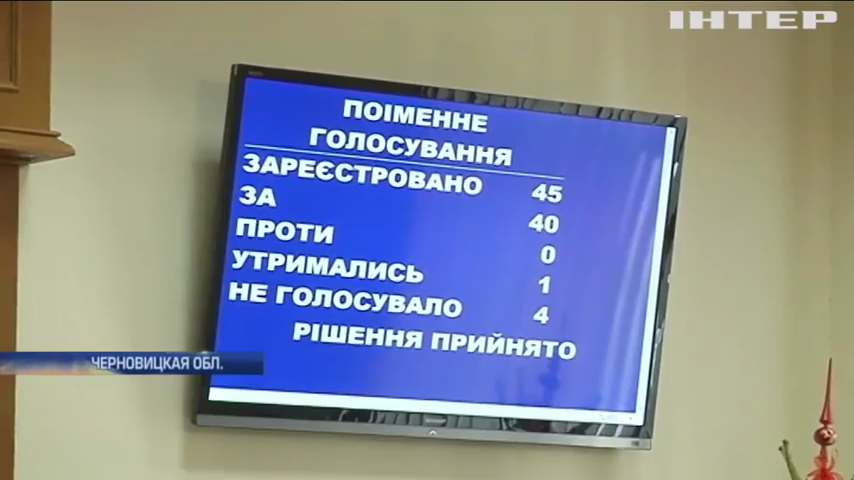 ІНТЕР
ПОІМЕННЕ
ГОЛОСУВАННЯ
ЗАРЕЄСТРОВАНО 45
ЗА 40
ПРОТИ 0
УТРИМАЛИСЬ 1
НЕ ГОЛОСУВАЛО 4
РІШЕННЯ ПРИЙНЯТО
ЧЕРНОВИЦКАЯ ОБЛ.